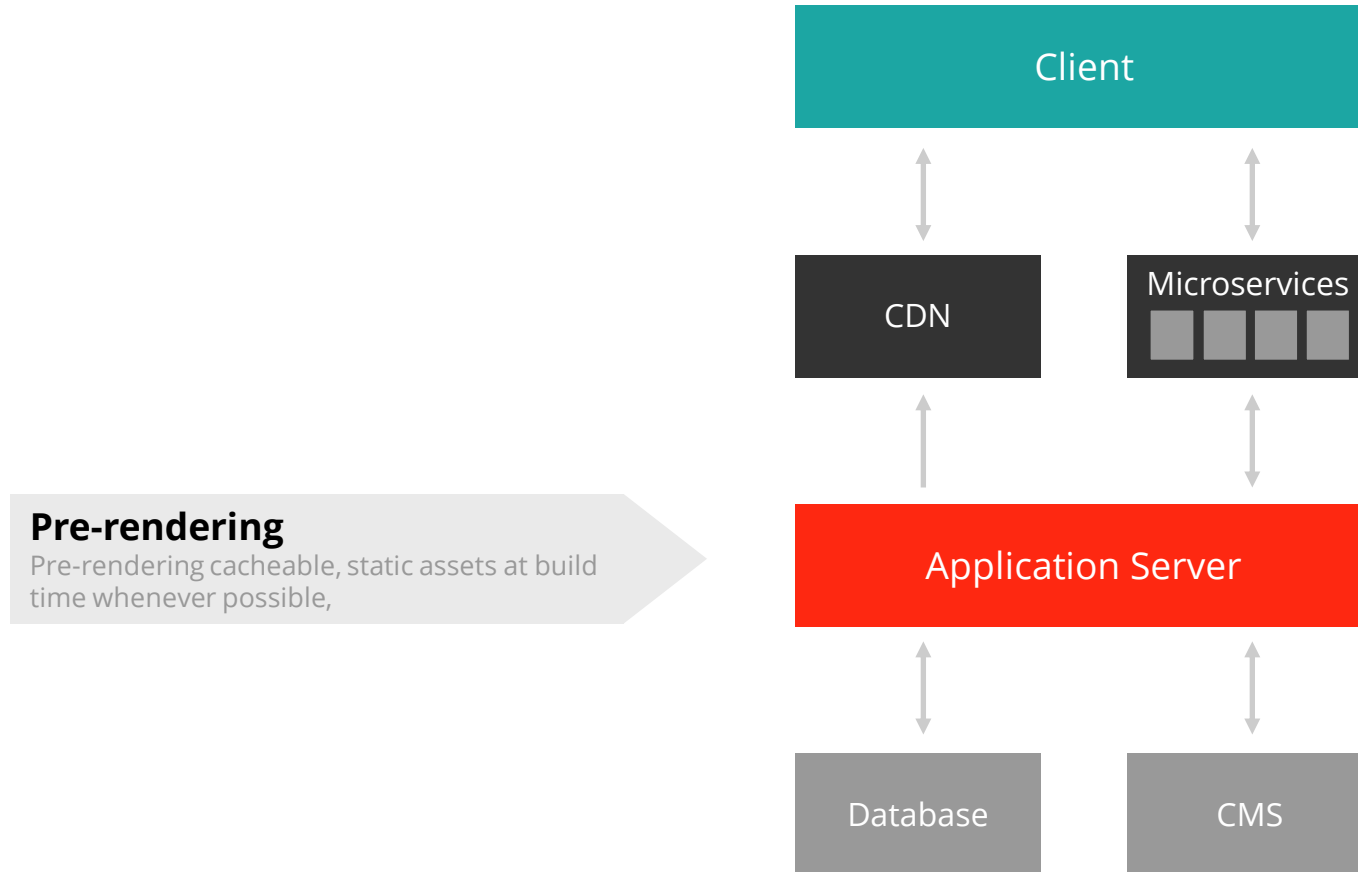 Client
CDN
Microservices
Pre-rendering
Pre-rendering cacheable, static assets at build
time whenever possible,
Application Server
Database
CMS